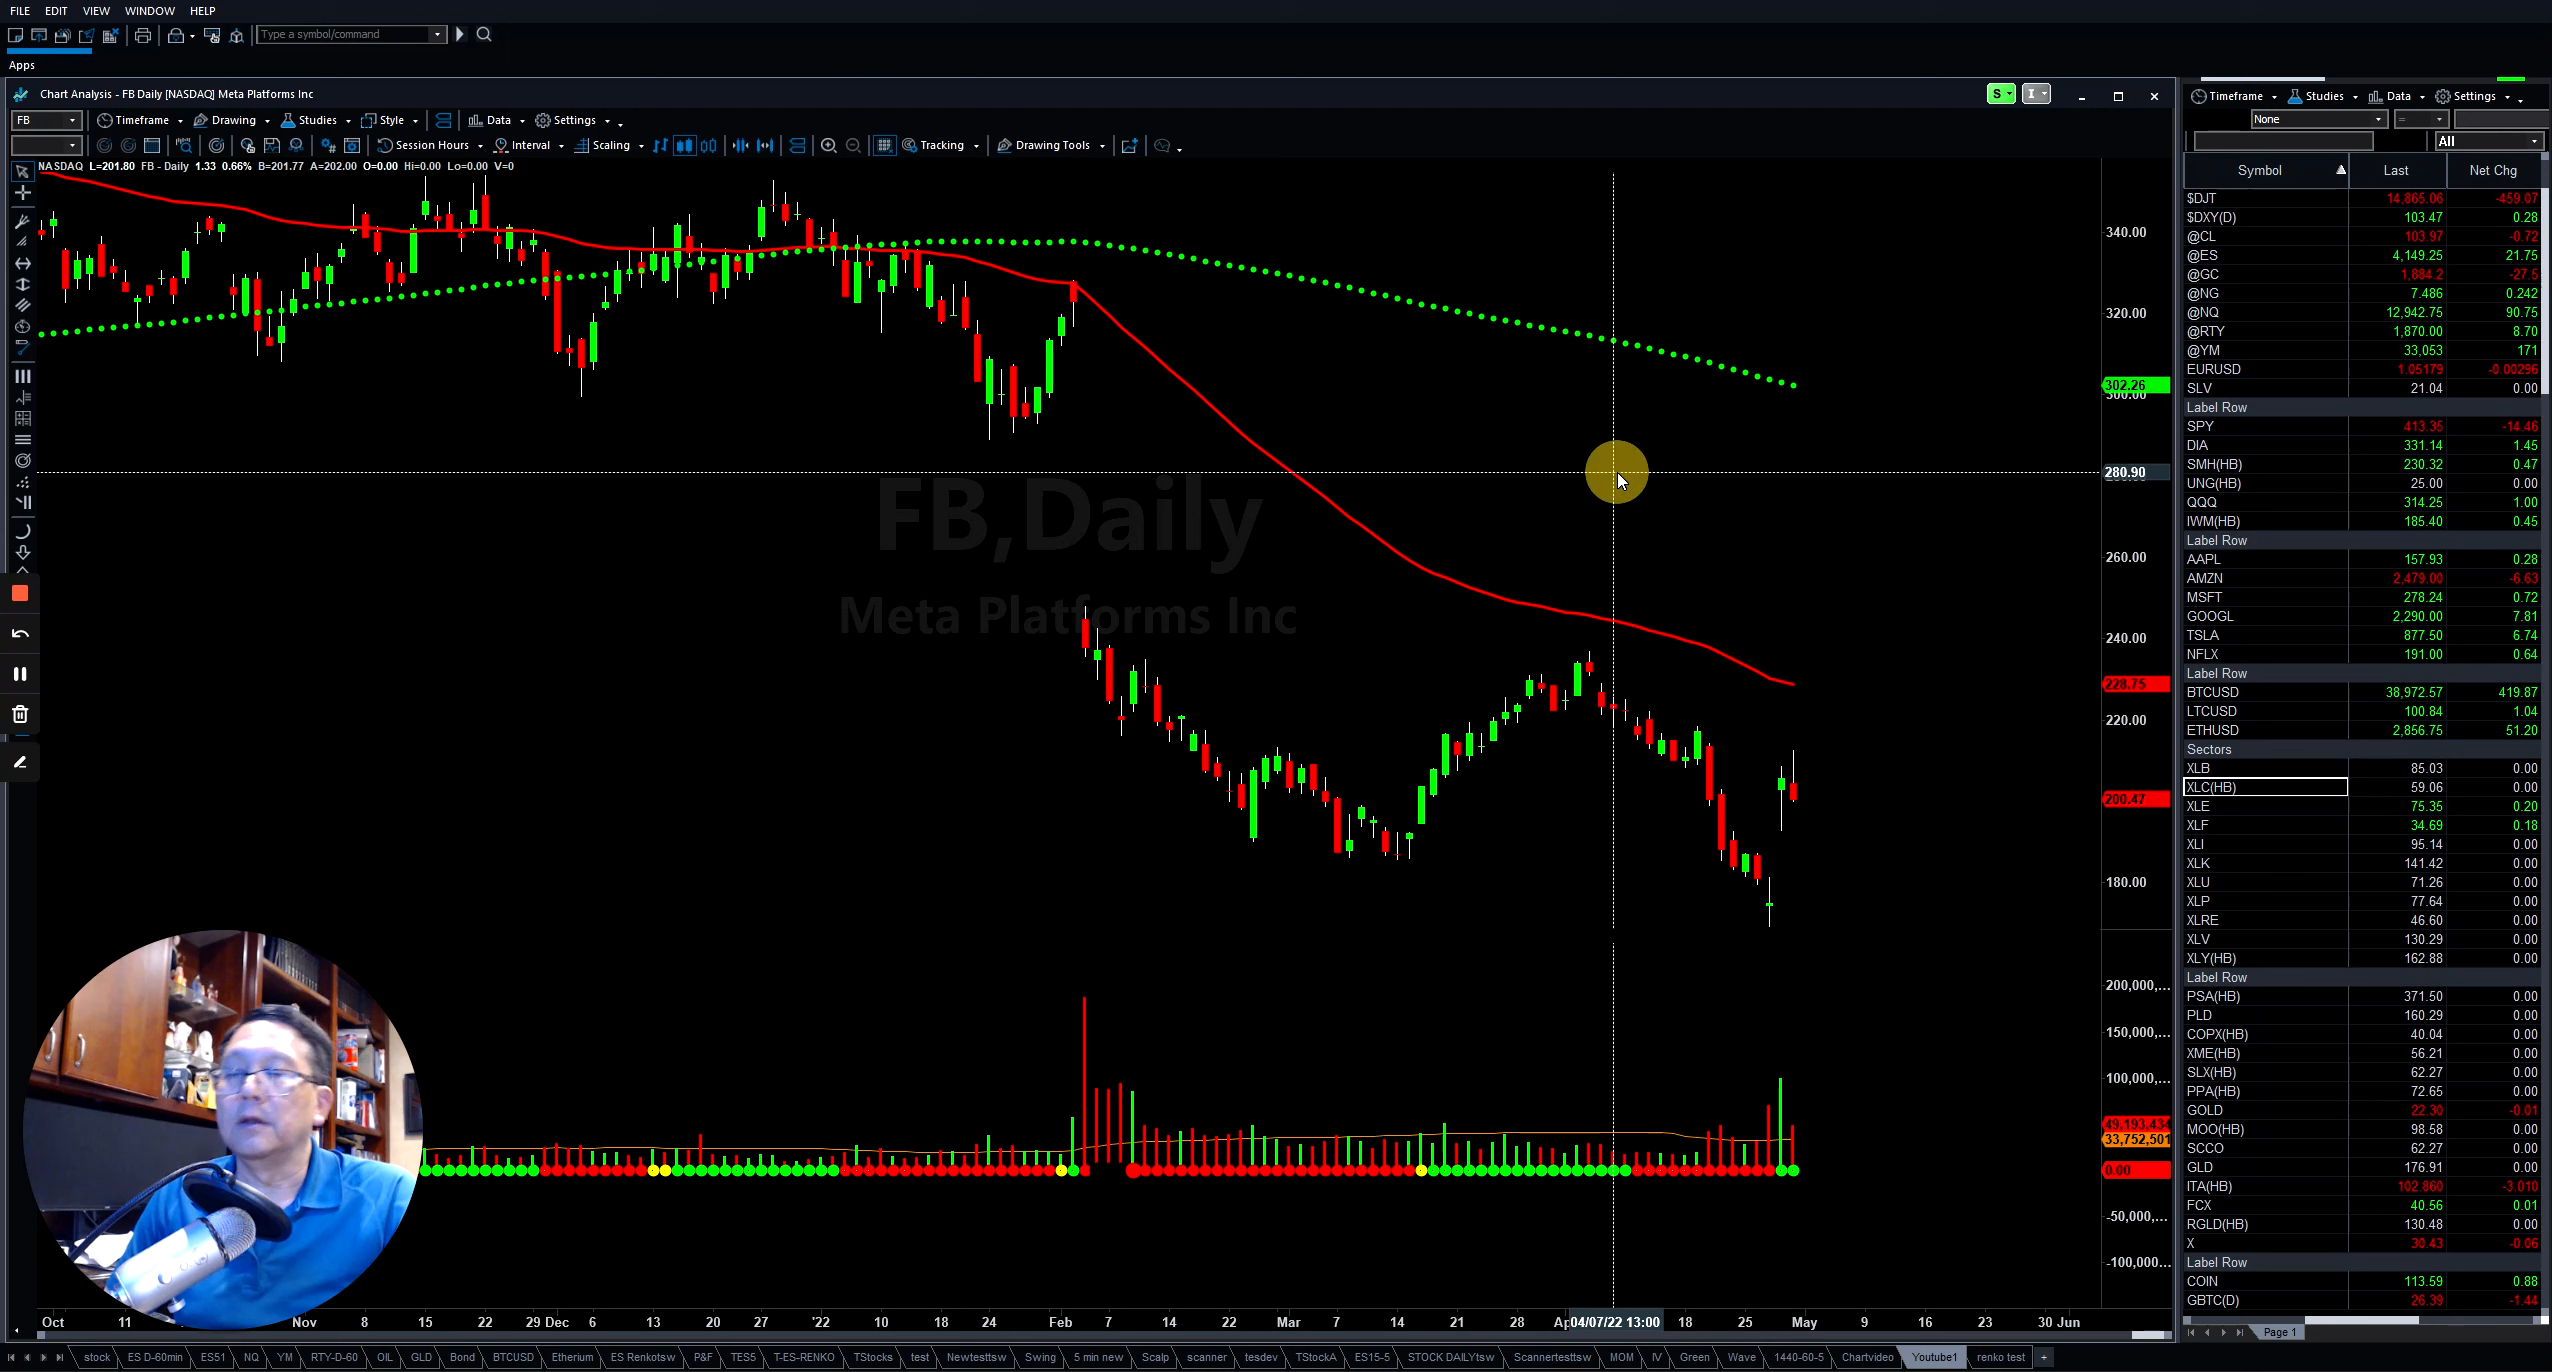 FILE EDIT VIEW WINDOW HELP
Type a symbol/command
Apps
Chart Analysis - FB Daily [NASDAQ] Meta Platforms Inc
S I
FB Timeframe Drawing Studies Style Data Settings
Session Hours Interval Scaling Tracking Drawing Tools
NASDAQ L=201.80 FB - Daily 1.33 0.66% B=201.77 A=202.00 O=0.00 Hi=0.00 Lo=0.00 V=0
340.00
320.00
302.26
300.00
280.90
260.00
240.00
228.75
220.00
200.47
180.00
200,000,...
150,000,...
100,000,...
49,193,434
33,752,501
0.00
-50,000,...
-100,000,...
FB,Daily
Meta Platforms Inc
Oct 11 Nov 8 15 22 29 Dec 6 13 20 27 '22 10 18 24 Feb 7 14 22 Mar 7 14 21 28 Ap 04/07/22 13:00 18 25 May 9 16 23 30 Jun
stock ES D-60min ES51 NQ YM RTY-D-60 OIL GLD Bond BTCUSD Etherium ES Renkotsw P&F TES5 T-ES-RENKO TStocks test Newtesttsw Swing 5 min new Scalp scanner tesdev TStockA ES15-5 STOCK DAILYtsw Scannertesttsw MOM IV Green Wave 1440-60-5 Chartvideo Youtube1 renko test +
Timeframe Studies Data Settings
None =
All
Symbol Last Net Chg
$DJT 14,865.06 -459.07
$DXY(D) 103.47 0.28
@CL 103.97 -0.72
@ES 4,149.25 21.75
@GC 1,884.2 -27.5
@NG 7.486 0.242
@NQ 12,942.75 90.75
@RTY 1,870.00 8.70
@YM 33,053 171
EURUSD 1.05179 -0.00296
SLV 21.04 0.00
Label Row
SPY 413.35 -14.46
DIA 331.14 1.45
SMH(HB) 230.32 0.47
UNG(HB) 25.00 0.00
QQQ 314.25 1.00
IWM(HB) 185.40 0.45
Label Row
AAPL 157.93 0.28
AMZN 2,479.00 -6.63
MSFT 278.24 0.72
GOOGL 2,290.00 7.81
TSLA 877.50 6.74
NFLX 191.00 0.64
Label Row
BTCUSD 38,972.57 419.87
LTCUSD 100.84 1.04
ETHUSD 2,856.75 51.20
Sectors
XLB 85.03 0.00
XLC(HB) 59.06 0.00
XLE 75.35 0.20
XLF 34.69 0.18
XLI 95.14 0.00
XLK 141.42 0.00
XLU 71.26 0.00
XLP 77.64 0.00
XLRE 46.60 0.00
XLV 130.29 0.00
XLY(HB) 162.88 0.00
Label Row
PSA(HB) 371.50 0.00
PLD 160.29 0.00
COPX(HB) 40.04 0.00
XME(HB) 56.21 0.00
SLX(HB) 62.27 0.00
PPA(HB) 72.65 0.00
GOLD 22.30 -0.01
MOO(HB) 98.58 0.00
SCCO 62.27 0.00
GLD 176.91 0.00
ITA(HB) 102.860 -3.010
FCX 40.56 0.01
RGLD(HB) 130.48 0.00
X 30.43 -0.06
Label Row
COIN 113.59 0.88
GBTC(D) 26.39 -1.44
Page 1